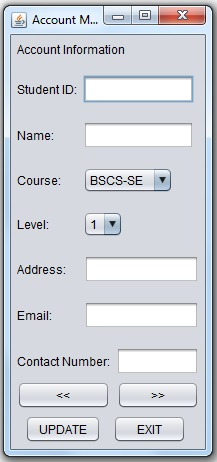 Account M...
Account Information
Student ID:
Name:
Course: BSCS-SE
Level: 1
Address:
Email:
Contact Number:
<< >>
UPDATE EXIT